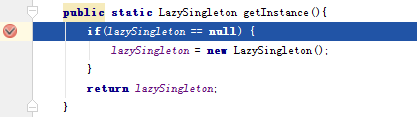 public static LazySingleton getInstance(){
if(lazySingleton == null) {
lazySingleton = new LazySingleton();
}
return lazySingleton;
}